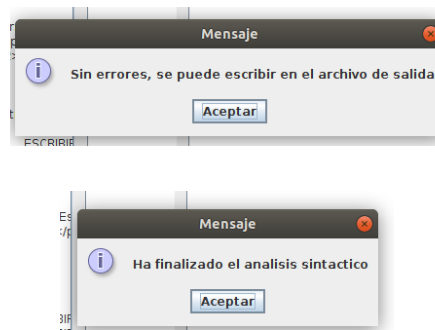 Mensaje
Sin errores, se puede escribir en el archivo de salida
Aceptar
ESCRIBIR
Mensaje
Ha finalizado el analisis sintactico
Aceptar